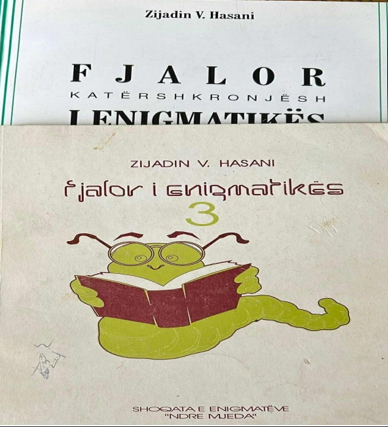 Zijadin V. Hasani
FJALOR
KATËRSHKRONJËSH
I ENIGMATIKËS
ZIJADIN V. HASANI
fjalor i enigmatikës
3
SHOQATA E ENIGMATËVE
"NDRE MJEDA"